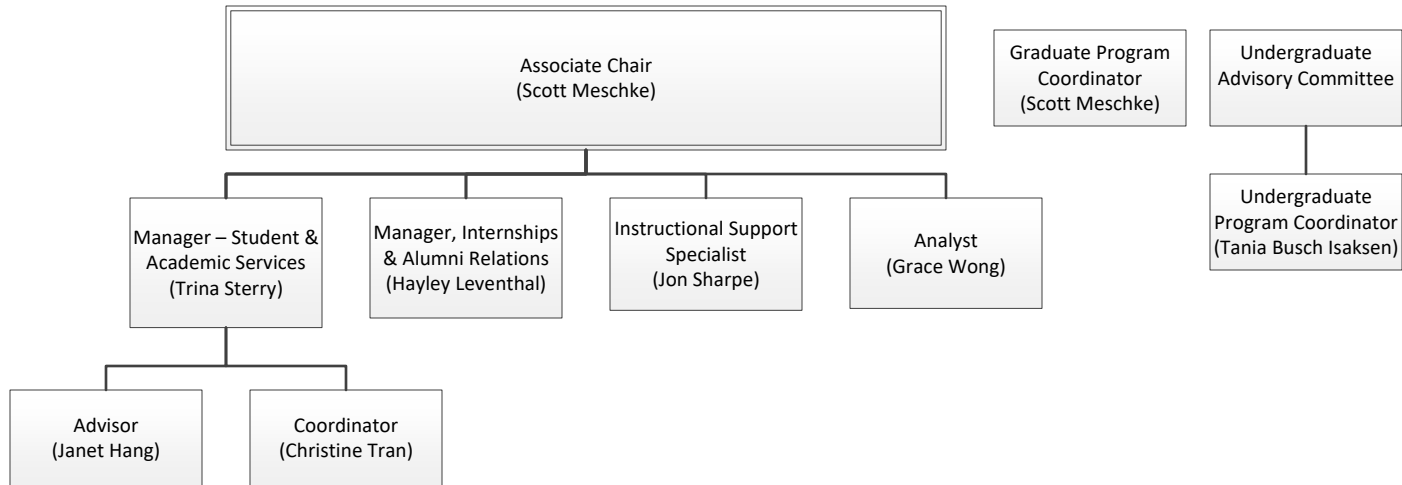 Associate Chair
(Scott Meschke)
Graduate Program
Coordinator
(Scott Meschke)
Undergraduate
Advisory Committee
Manager – Student &
Academic Services
(Trina Sterry)
Manager, Internships
& Alumni Relations
(Hayley Leventhal)
Instructional Support
Specialist
(Jon Sharpe)
Analyst
(Grace Wong)
Undergraduate
Program Coordinator
(Tania Busch Isaksen)
Advisor
(Janet Hang)
Coordinator
(Christine Tran)